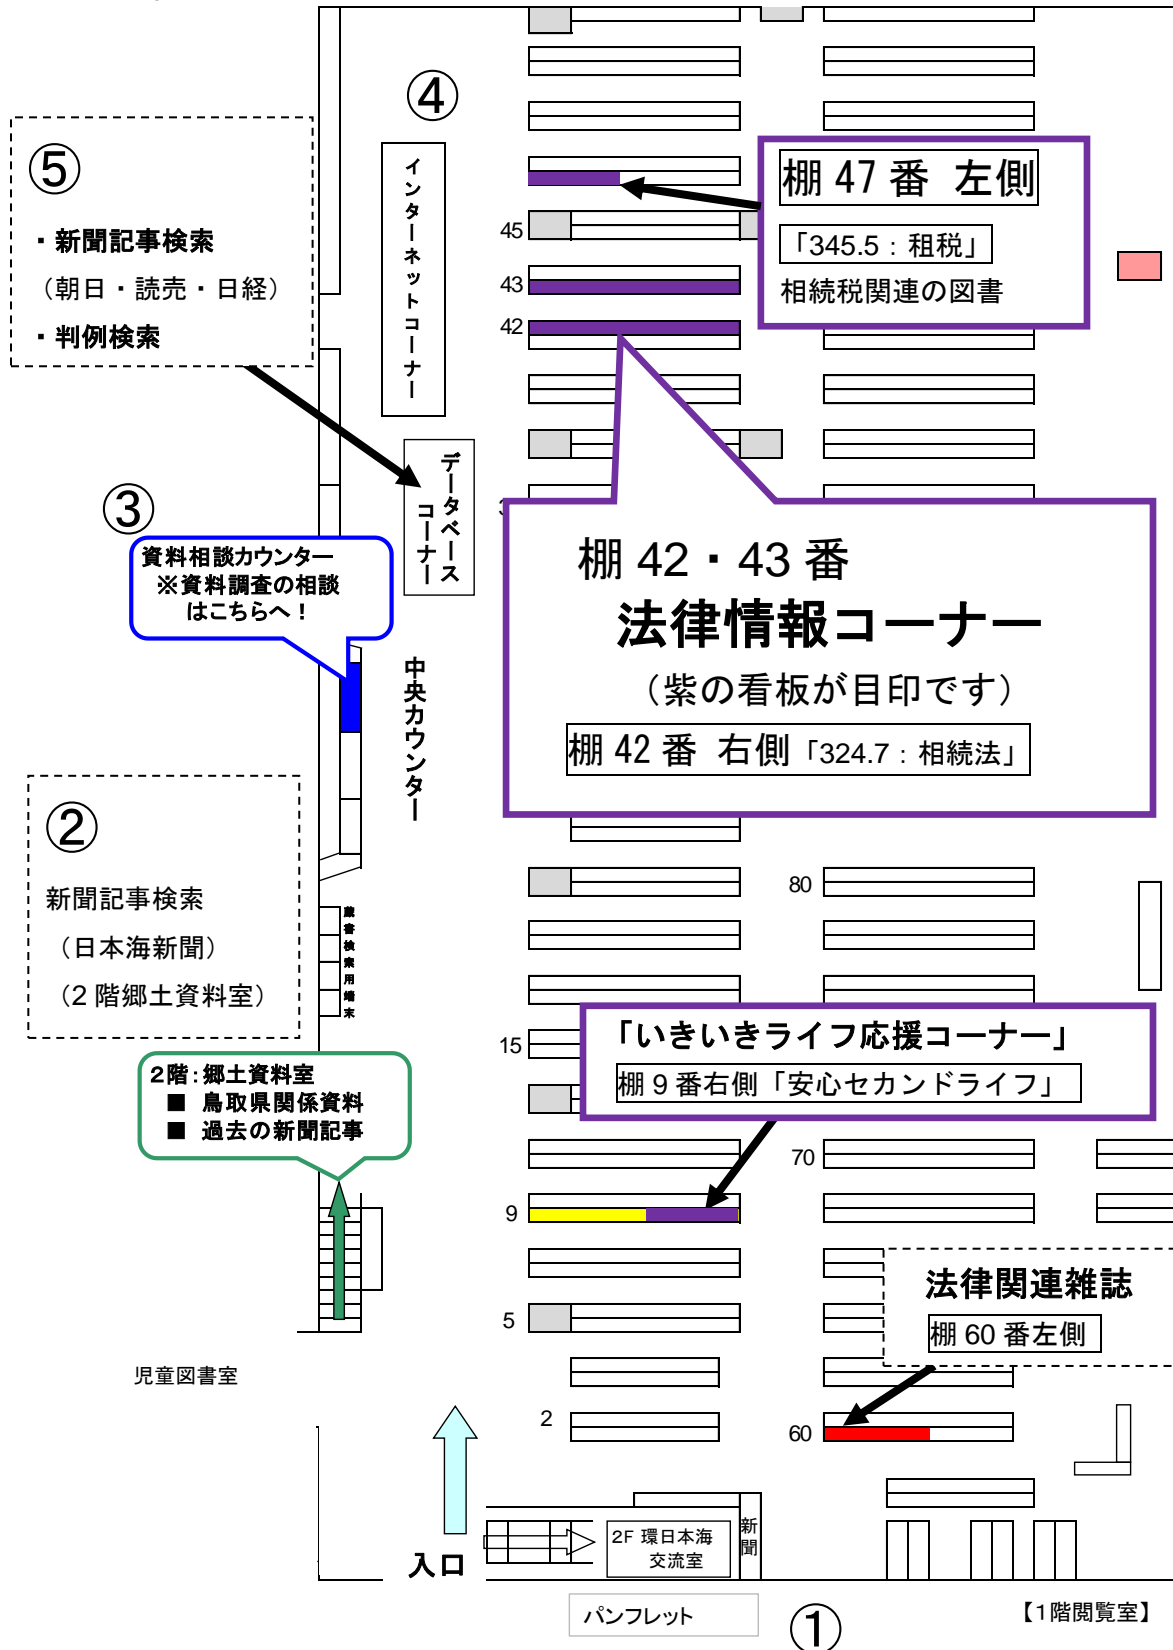 ④
⑤
・新聞記事検索
（朝日・読売・日経）
・判例検索
インターネットコーナー
棚 47 番 左側
「345.5：租税」
相続税関連の図書
45
43
42
データベース
コーナー
③
資料相談カウンター
※資料調査の相談
はこちらへ！
棚 42・43 番
法律情報コーナー
（紫の看板が目印です）
棚 42 番 右側「324.7：相続法」
中央カウンター
②
新聞記事検索
（日本海新聞）
（2 階郷土資料室）
蔵書検索用端末
80
15
「いきいきライフ応援コーナー」
棚 9 番右側「安心セカンドライフ」
2階：郷土資料室
■ 鳥取県関係資料
■ 過去の新聞記事
70
9
法律関連雑誌
棚 60 番左側
5
児童図書室
2
60
入口
2F 環日本海
交流室
新聞
パンフレット
①
【1階閲覧室】